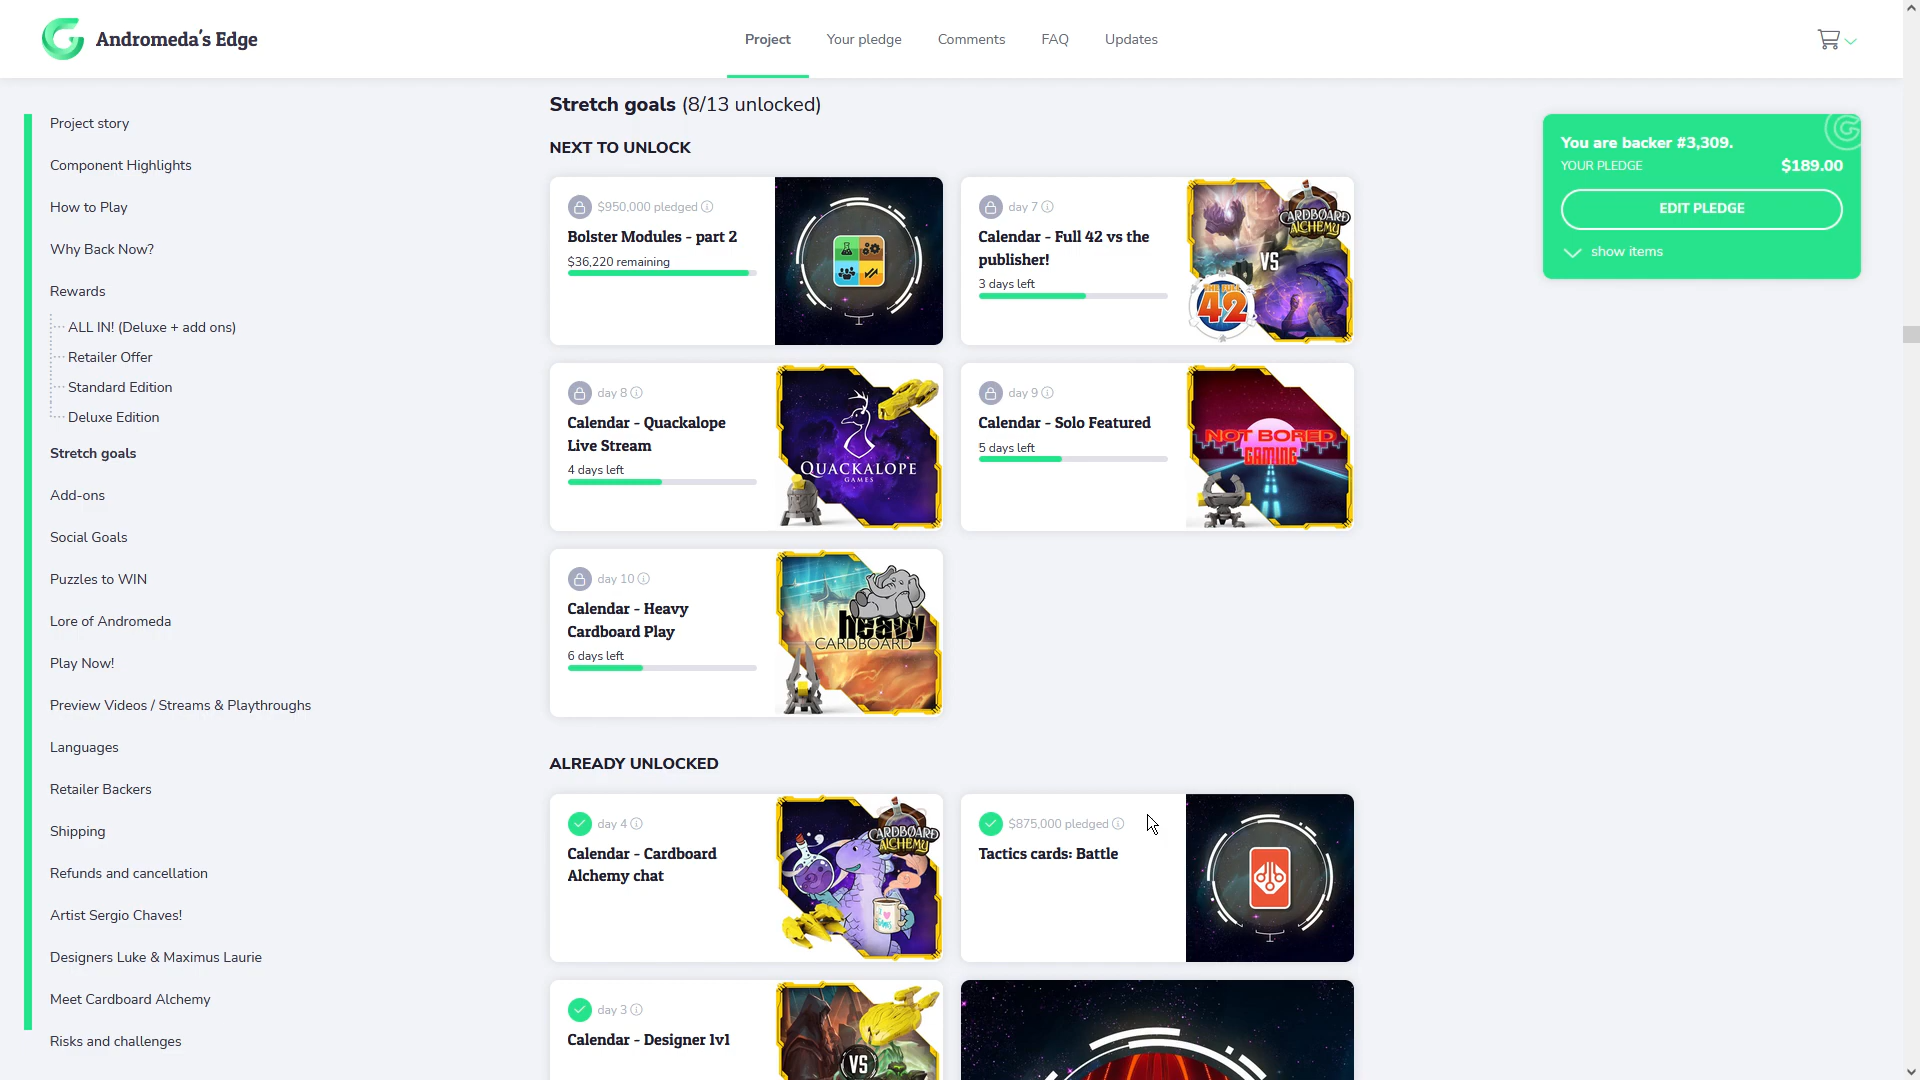 Andromeda's Edge
Project
Your pledge
Comments
FAQ
Updates
Project story
Component Highlights
How to Play
Why Back Now?
Rewards
ALL IN! (Deluxe + add ons)
Retailer Offer
Standard Edition
Deluxe Edition
Stretch goals
Add-ons
Social Goals
Puzzles to WIN
Lore of Andromeda
Play Now!
Preview Videos / Streams & Playthroughs
Languages
Retailer Backers
Shipping
Refunds and cancellation
Artist Sergio Chaves!
Designers Luke & Maximus Laurie
Meet Cardboard Alchemy
Risks and challenges
Stretch goals (8/13 unlocked)
NEXT TO UNLOCK
$950,000 pledged
Bolster Modules - part 2
$36,220 remaining
day 7
Calendar - Full 42 vs the
publisher!
3 days left
CARDBOARD
ALCHEMY
VS
THE FULL
42
day 8
Calendar - Quackalope
Live Stream
4 days left
QUACKALOPE
GAMES
day 9
Calendar - Solo Featured
5 days left
NOT BORED
GAMING
day 10
Calendar - Heavy
Cardboard Play
6 days left
heavy
CARDBOARD
ALREADY UNLOCKED
day 4
Calendar - Cardboard
Alchemy chat
CARDBOARD
ALCHEMY
$875,000 pledged
Tactics cards: Battle
day 3
Calendar - Designer 1v1
VS
You are backer #3,309.
YOUR PLEDGE
$189.00
EDIT PLEDGE
show items